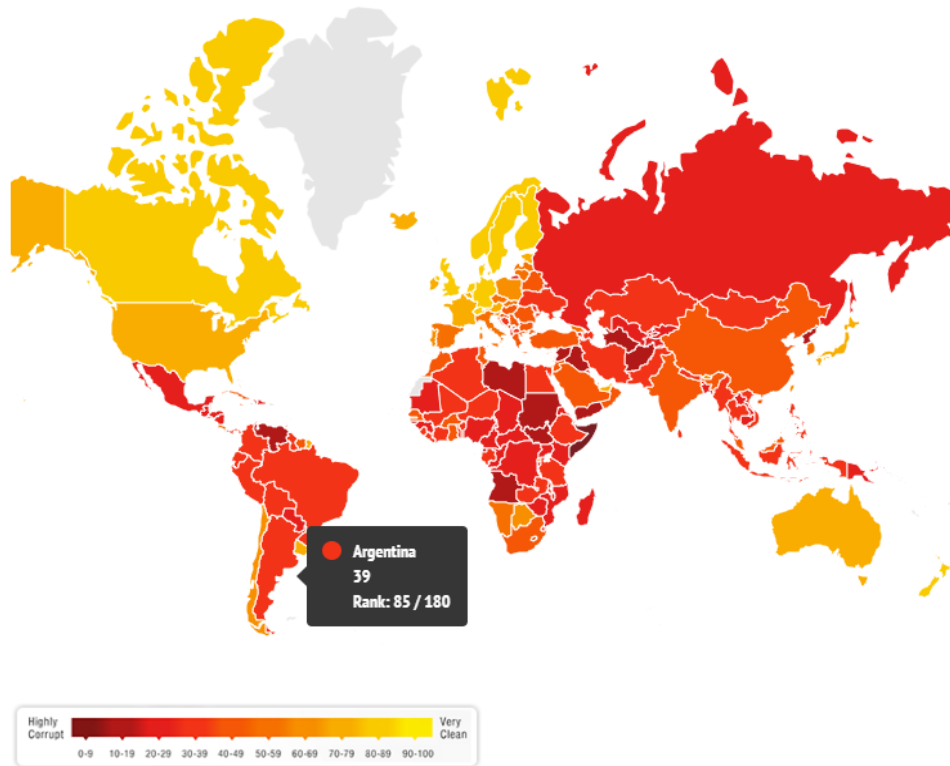 Argentina
39
Rank: 85 / 180
Highly
Corrupt
0-9 10-19 20-29 30-39 40-49 50-59 60-69 70-79 80-89 90-100
Very
Clean